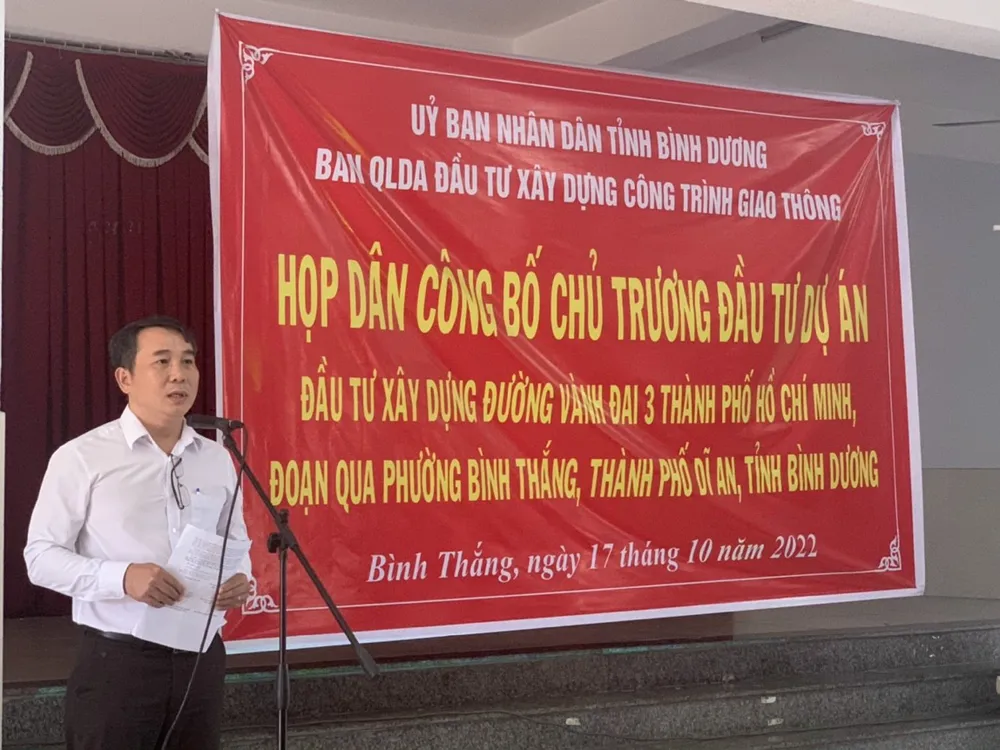 UỶ BAN NHÂN DÂN TỈNH BÌNH DƯƠNG
BAN QLDA ĐẦU TƯ XÂY DỰNG CÔNG TRÌNH GIAO THÔNG
HỌP DÂN CÔNG BỐ CHỦ TRƯƠNG ĐẦU TƯ DỰ ÁN
ĐẦU TƯ XÂY DỰNG ĐƯỜNG VÀNH ĐAI 3 THÀNH PHỐ HỒ CHÍ MINH,
ĐOẠN QUA PHƯỜNG BÌNH THẮNG, THÀNH PHỐ DĨ AN, TỈNH BÌNH DƯƠNG
Bình Thắng, ngày 17 tháng 10 năm 2022